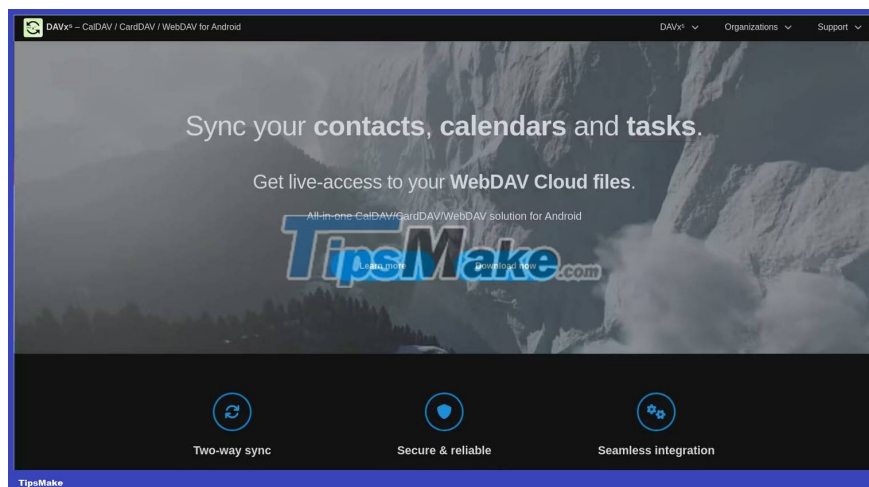 DAVx⁵ – CalDAV / CardDAV / WebDAV for Android
DAVx⁵
Organizations
Support
Sync your contacts, calendars and tasks.
Get live-access to your WebDAV Cloud files.
All-in-one CalDAV/CardDAV/WebDAV solution for Android
TipsMake.com
Learn more
Download now
Two-way sync
Secure & reliable
Seamless integration
TipsMake